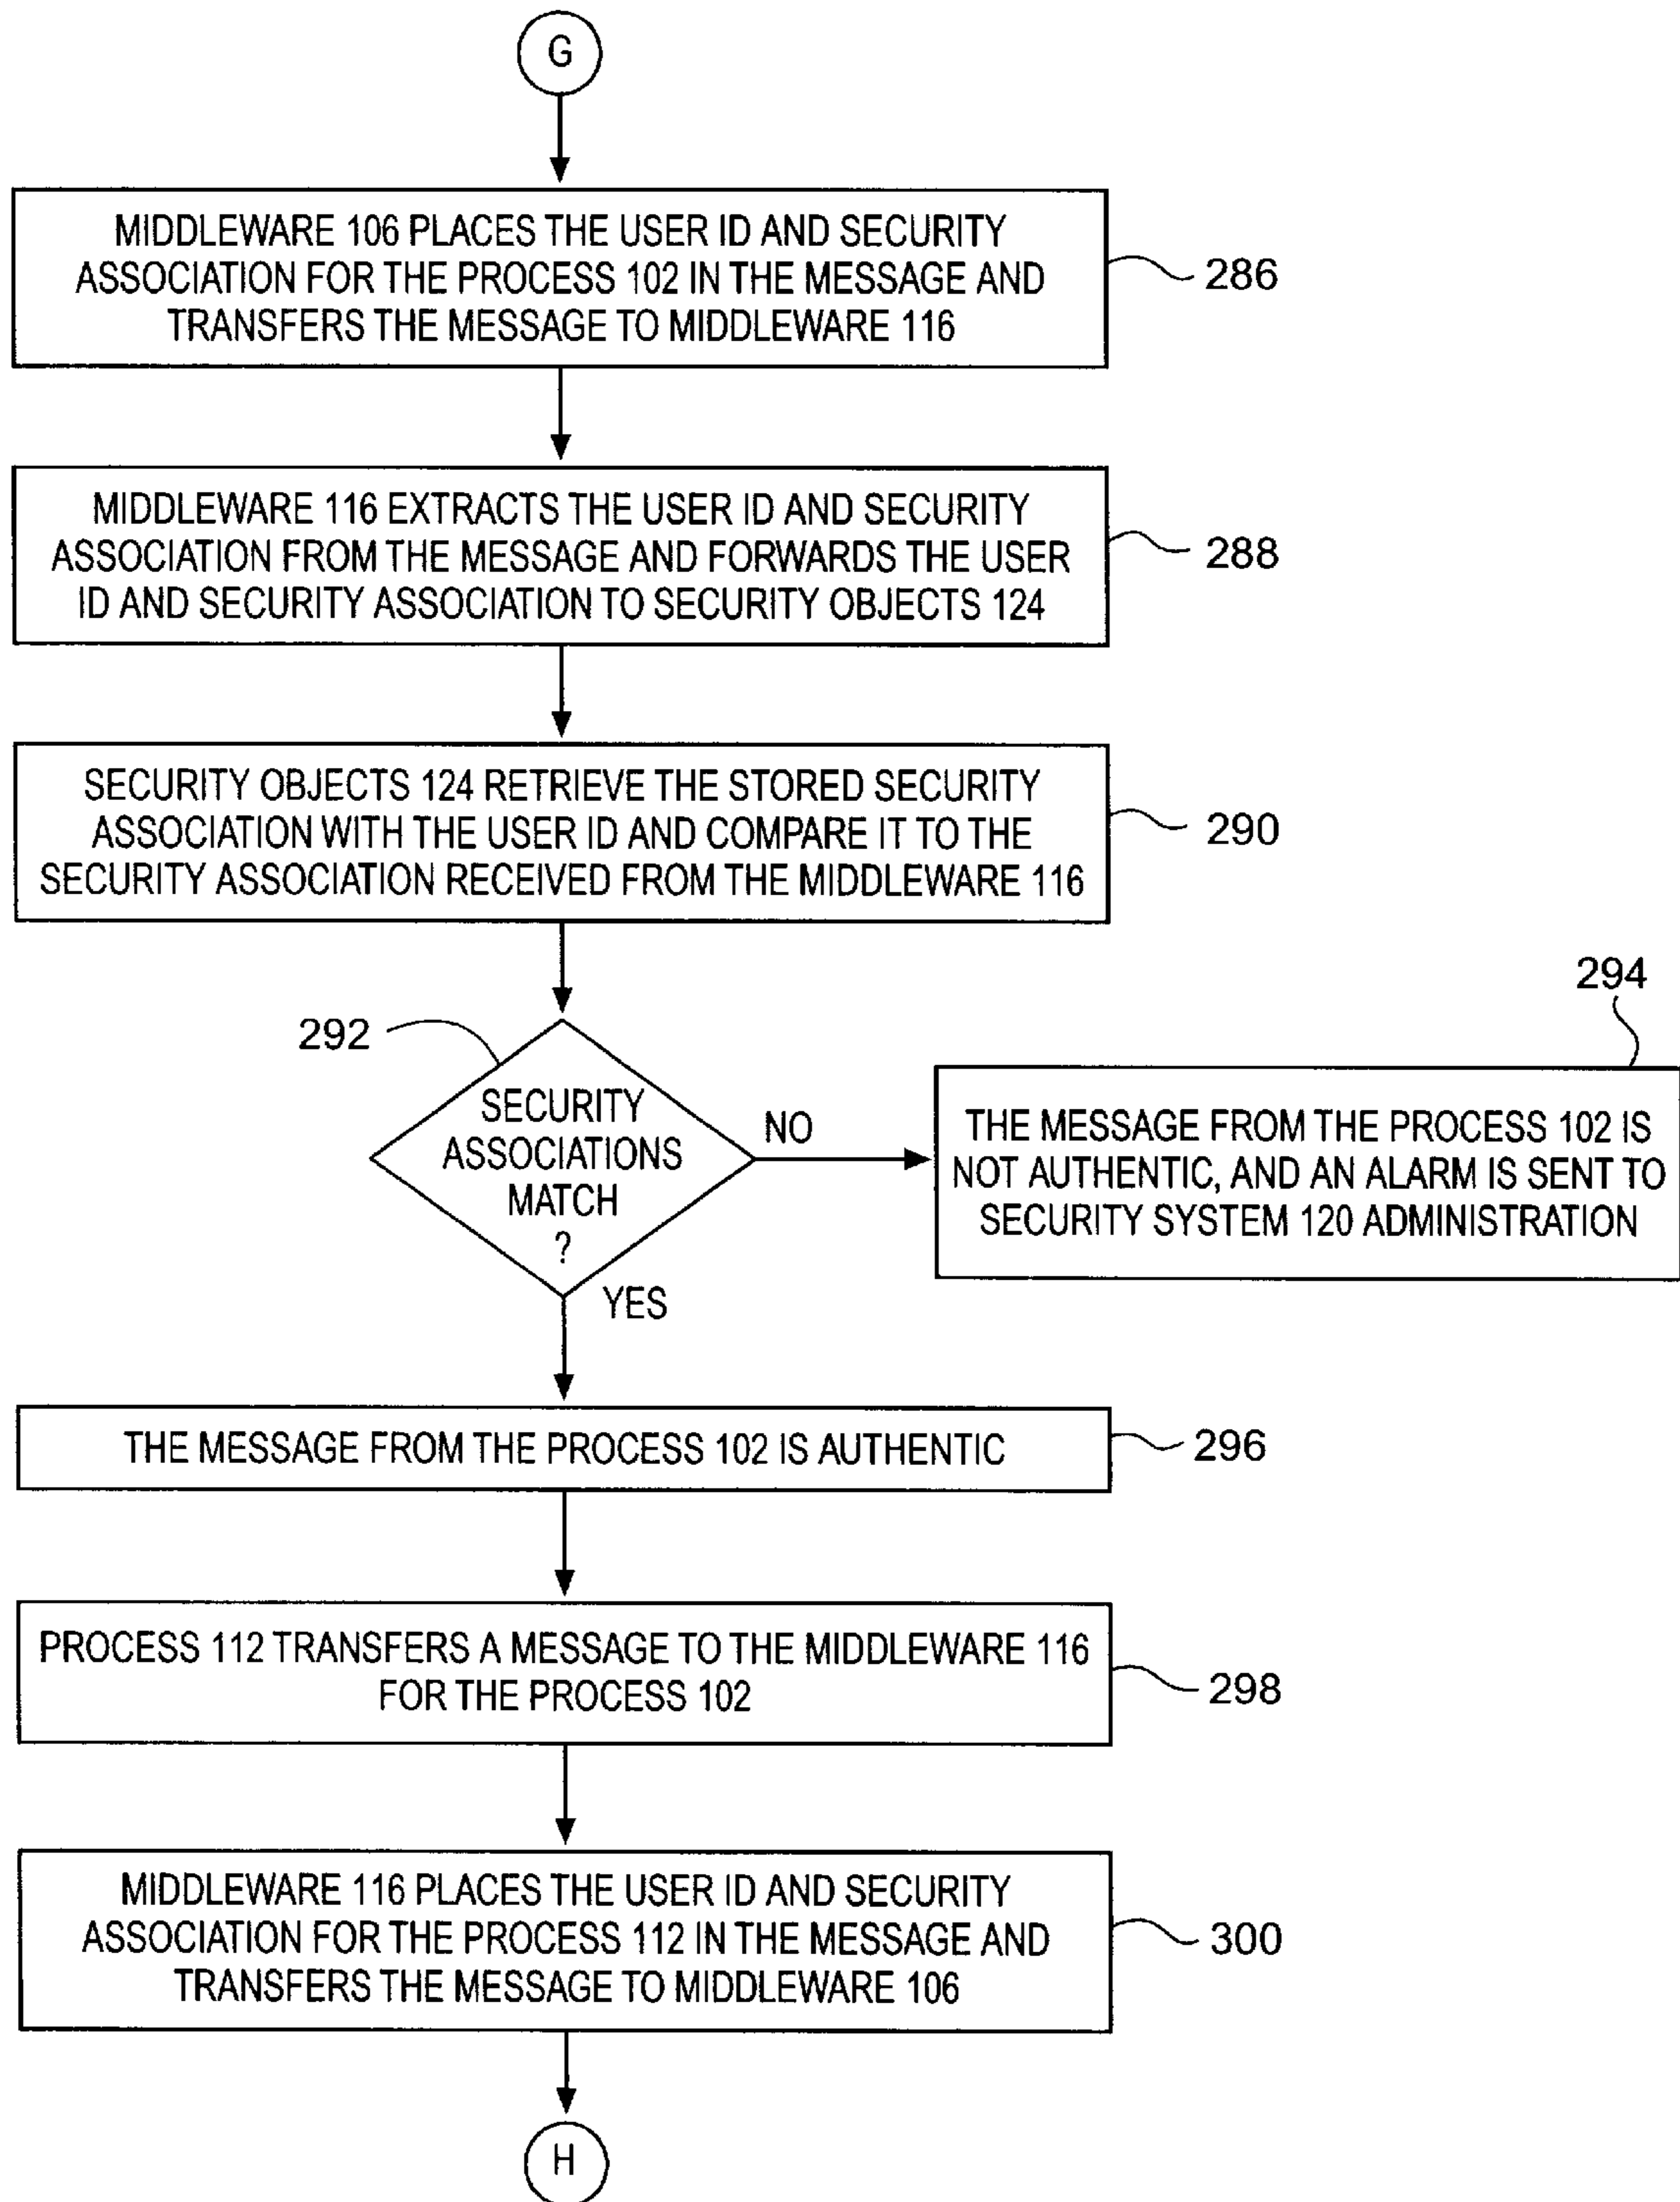 G
MIDDLEWARE 106 PLACES THE USER ID AND SECURITY
ASSOCIATION FOR THE PROCESS 102 IN THE MESSAGE AND
TRANSFERS THE MESSAGE TO MIDDLEWARE 116
286
MIDDLEWARE 116 EXTRACTS THE USER ID AND SECURITY
ASSOCIATION FROM THE MESSAGE AND FORWARDS THE USER
ID AND SECURITY ASSOCIATION TO SECURITY OBJECTS 124
288
SECURITY OBJECTS 124 RETRIEVE THE STORED SECURITY
ASSOCIATION WITH THE USER ID AND COMPARE IT TO THE
SECURITY ASSOCIATION RECEIVED FROM THE MIDDLEWARE 116
290
292
SECURITY
ASSOCIATIONS
MATCH
?
NO
294
THE MESSAGE FROM THE PROCESS 102 IS
NOT AUTHENTIC, AND AN ALARM IS SENT TO
SECURITY SYSTEM 120 ADMINISTRATION
YES
THE MESSAGE FROM THE PROCESS 102 IS AUTHENTIC
296
PROCESS 112 TRANSFERS A MESSAGE TO THE MIDDLEWARE 116
FOR THE PROCESS 102
298
MIDDLEWARE 116 PLACES THE USER ID AND SECURITY
ASSOCIATION FOR THE PROCESS 112 IN THE MESSAGE AND
TRANSFERS THE MESSAGE TO MIDDLEWARE 106
300
H